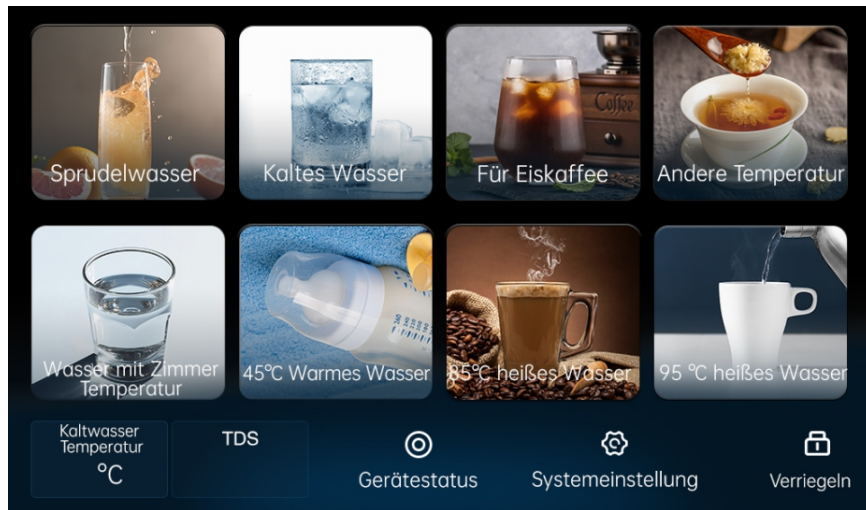 Sprudelwasser
Kaltes Wasser
Coffee
Für Eiskaffee
Andere Temperatur
Wasser mit Zimmer
Temperatur
45°C Warmes Wasser
85°C heißes Wasser
95 °C heißes Wasser
Kaltwasser
Temperatur
°C
TDS
Gerätestatus
Systemeinstellung
Verriegeln